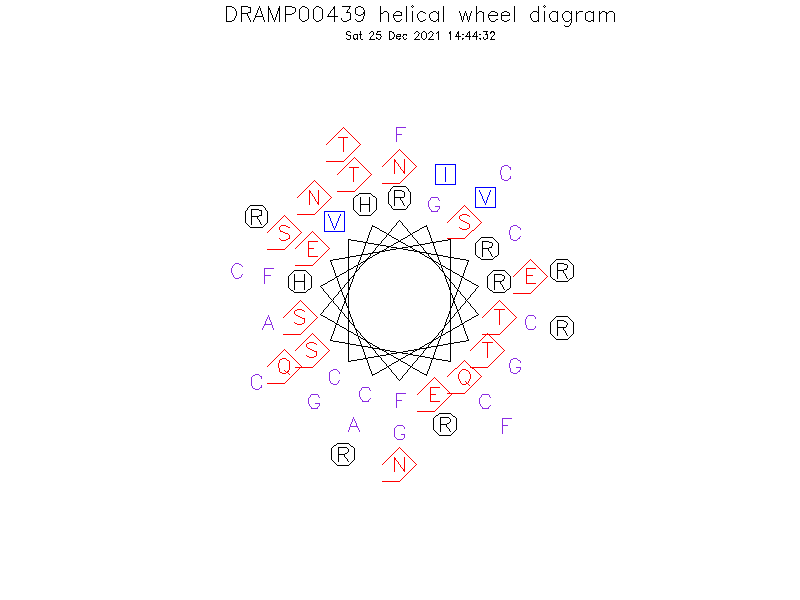 DRAMP00439 helical wheel diagram
Sat 25 Dec 2021 14:44:32
F
T
N
T I C
N H R G V
R V S
S C
E R
C F H R E R
A S T C R
S T
Q G
C C Q
G C F E C
A G R F
R
N